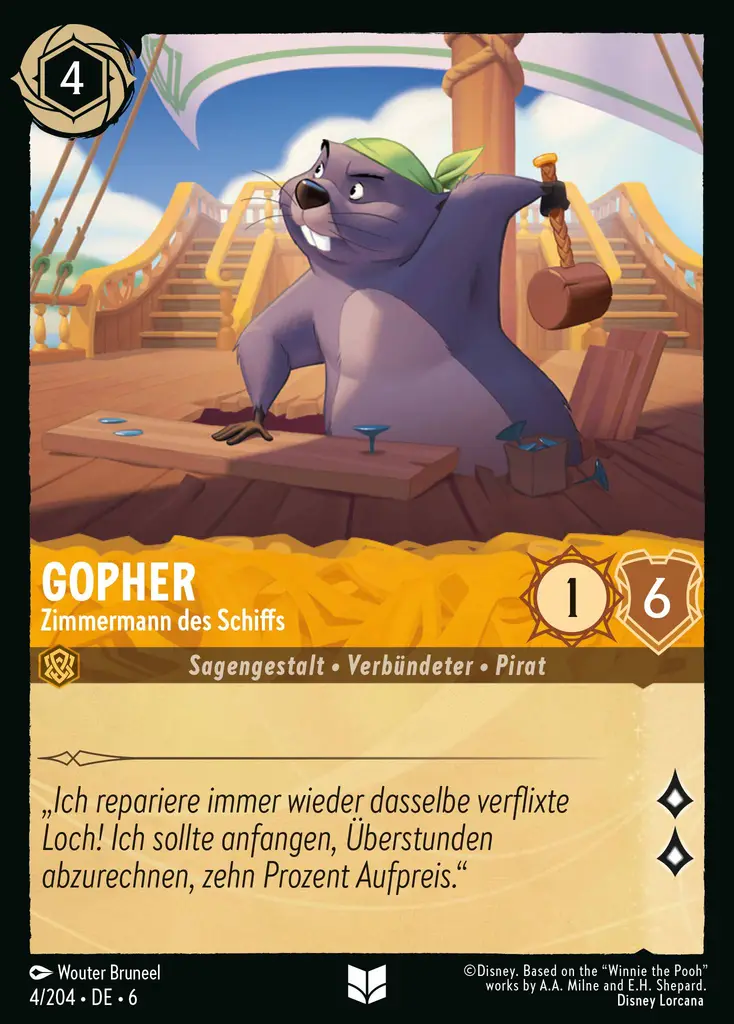 4
GOPHER
Zimmermann des Schiffs
1
6
Sagengestalt • Verbündeter • Pirat
„Ich repariere immer wieder dasselbe verflixte
Loch! Ich sollte anfangen, Überstunden
abzurechnen, zehn Prozent Aufpreis.“
Wouter Bruneel
4/204 • DE • 6
©Disney. Based on the “Winnie the Pooh”
works by A.A. Milne and E.H. Shepard.
Disney Lorcana